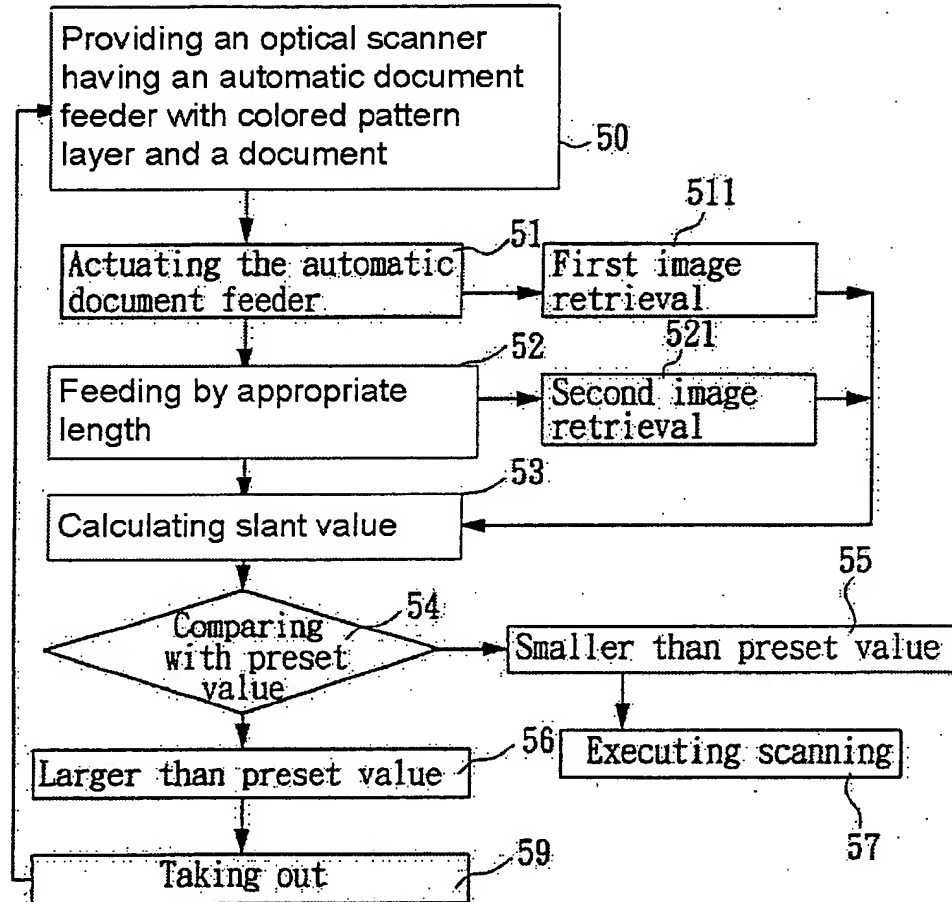 Providing an optical scanner
having an automatic document
feeder with colored pattern
layer and a document
50
51
Actuating the automatic
document feeder
511
First image
retrieval
52
Feeding by appropriate
length
521
Second image
retrieval
53
Calculating slant value
54
Comparing
with preset
value
55
Smaller than preset value
56
Larger than preset value
Executing scanning
57
59
Taking out